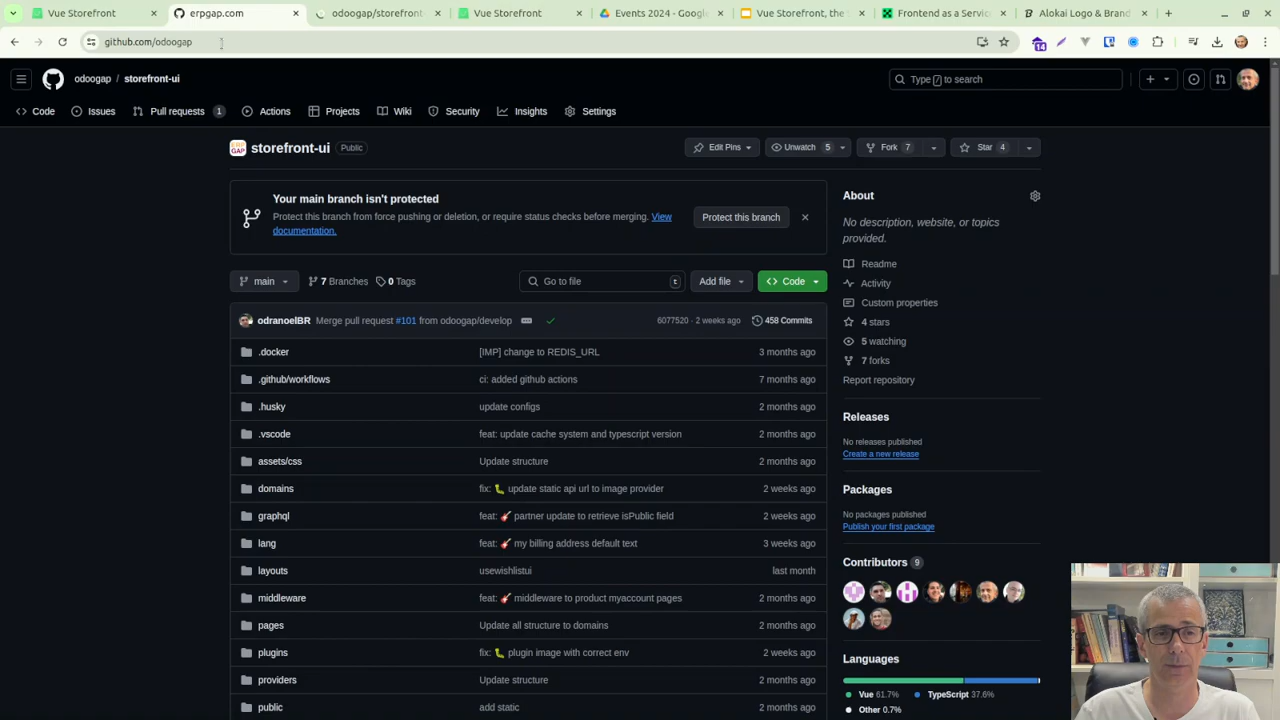 Vue Storefront
erpgap.com
odoogap/storefront
Vue Storefront
Events 2024 - Google
Vue Storefront, the S
Frontend as a Service
Alokai Logo & Brand
github.com/odoogap
14
odoogap / storefront-ui
Type / to search
Code
Issues
Pull requests 1
Actions
Projects
Wiki
Security
Insights
Settings
ERP
GAP
storefront-ui Public
Edit Pins
Unwatch 5
Fork 7
Star 4
Your main branch isn't protected
Protect this branch from force pushing or deletion, or require status checks before merging. View
documentation.
Protect this branch
main
7 Branches
0 Tags
Go to file t
Add file
Code
odranoelBR Merge pull request #101 from odoogap/develop 6077520 · 2 weeks ago 458 Commits
.docker [IMP] change to REDIS_URL 3 months ago
.github/workflows ci: added github actions 7 months ago
.husky update configs 2 months ago
.vscode feat: update cache system and typescript version 2 months ago
assets/css Update structure 2 months ago
domains fix: 🐛 update static api url to image provider 2 weeks ago
graphql feat: 🎸 partner update to retrieve isPublic field 2 weeks ago
lang feat: 🎸 my billing address default text 3 weeks ago
layouts usewishlistui last month
middleware feat: 🎸 middleware to product myaccount pages 2 months ago
pages Update all structure to domains 2 months ago
plugins fix: 🐛 plugin image with correct env 2 weeks ago
providers Update structure 2 months ago
public add static 2 months ago
About
No description, website, or topics
provided.
Readme
Activity
Custom properties
4 stars
5 watching
7 forks
Report repository
Releases
No releases published
Create a new release
Packages
No packages published
Publish your first package
Contributors 9
Languages
Vue 61.7%
TypeScript 37.6%
Other 0.7%